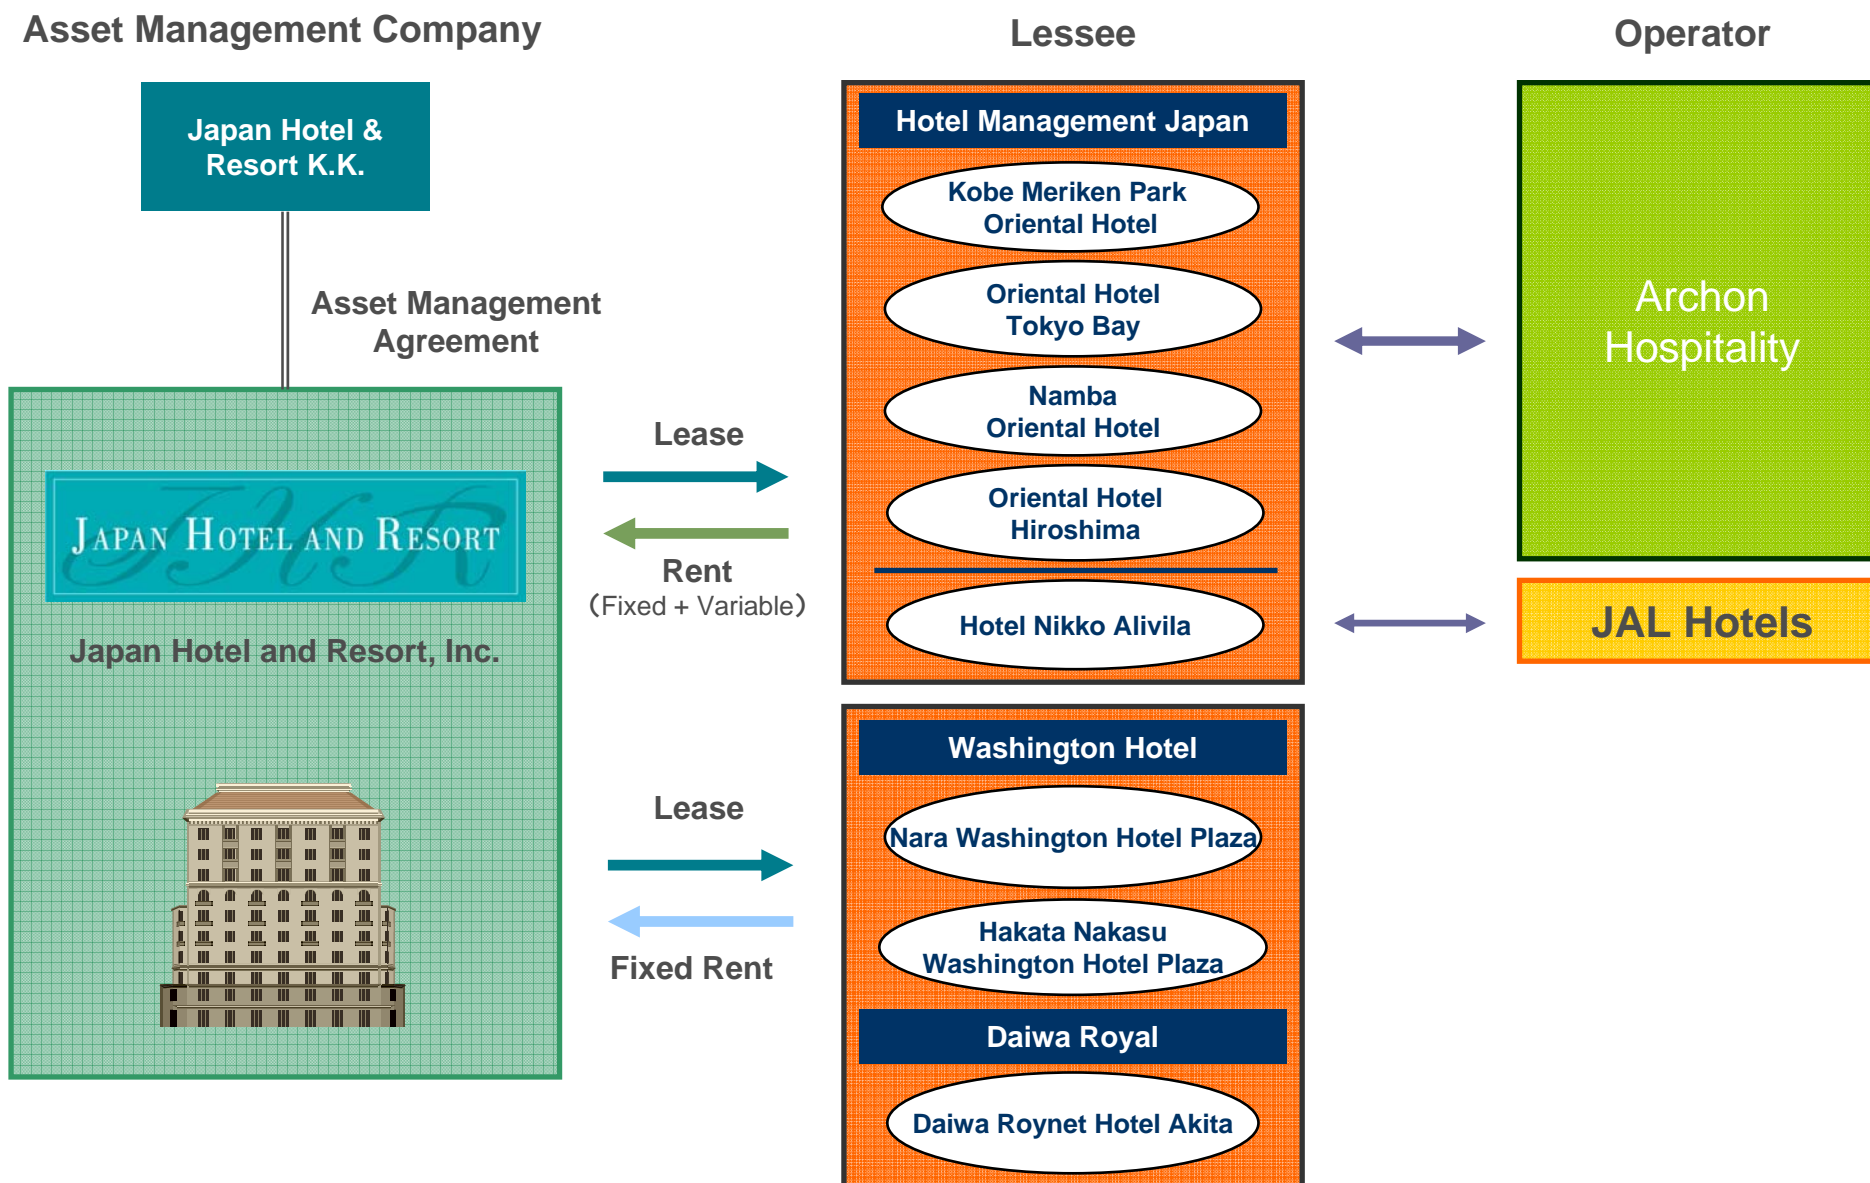 Asset Management Company
Japan Hotel &
Resort K.K.
Asset Management
Agreement
JAPAN HOTEL AND RESORT
Japan Hotel and Resort, Inc.
Lease
Rent
（Fixed + Variable）
Lease
Fixed Rent
Lessee
Hotel Management Japan
Kobe Meriken Park
Oriental Hotel
Oriental Hotel
Tokyo Bay
Namba
Oriental Hotel
Oriental Hotel
Hiroshima
Hotel Nikko Alivila
Washington Hotel
Nara Washington Hotel Plaza
Hakata Nakasu
Washington Hotel Plaza
Daiwa Royal
Daiwa Roynet Hotel Akita
Operator
Archon
Hospitality
JAL Hotels